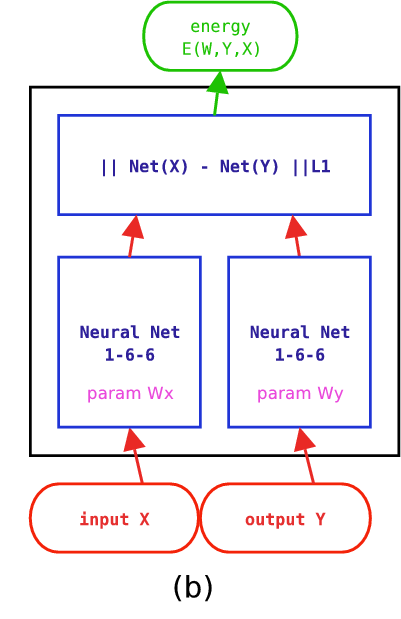 energy
E(W,Y,X)
|| Net(X) - Net(Y) ||L1
Neural Net
1-6-6
param Wx
Neural Net
1-6-6
param Wy
input X
output Y
(b)